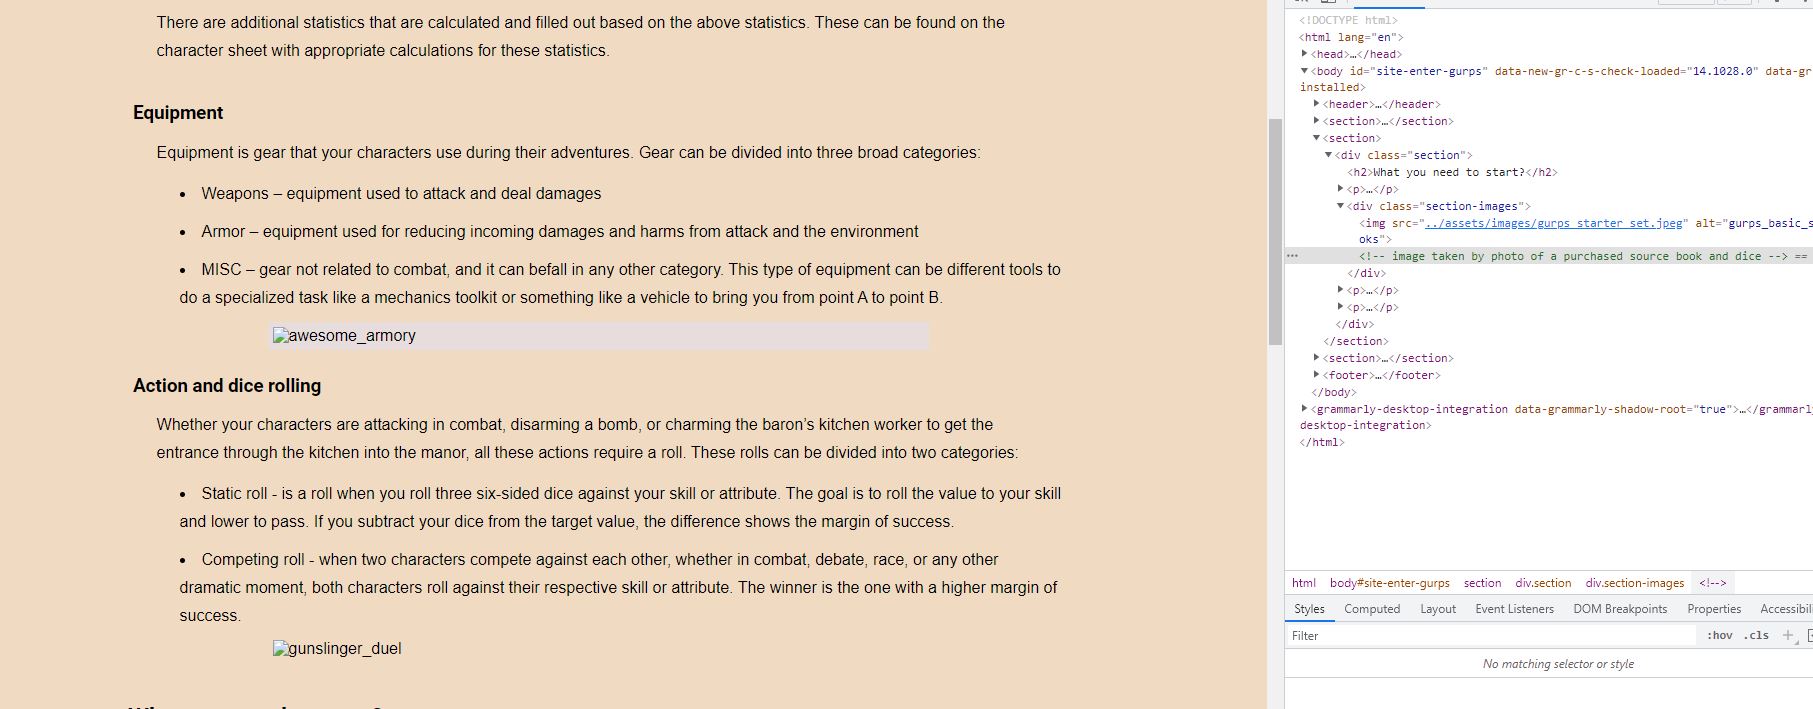 There are additional statistics that are calculated and filled out based on the above statistics. These can be found on the
character sheet with appropriate calculations for these statistics.
Equipment
Equipment is gear that your characters use during their adventures. Gear can be divided into three broad categories:
• Weapons – equipment used to attack and deal damages
• Armor – equipment used for reducing incoming damages and harms from attack and the environment
• MISC – gear not related to combat, and it can befall in any other category. This type of equipment can be different tools to
do a specialized task like a mechanics toolkit or something like a vehicle to bring you from point A to point B.
awesome_armory
Action and dice rolling
Whether your characters are attacking in combat, disarming a bomb, or charming the baron's kitchen worker to get the
entrance through the kitchen into the manor, all these actions require a roll. These rolls can be divided into two categories:
• Static roll - is a roll when you roll three six-sided dice against your skill or attribute. The goal is to roll the value to your skill
and lower to pass. If you subtract your dice from the target value, the difference shows the margin of success.
• Competing roll - when two characters compete against each other, whether in combat, debate, race, or any other
dramatic moment, both characters roll against their respective skill or attribute. The winner is the one with a higher margin of
success.
gunslinger_duel
<!DOCTYPE html>
<html lang="en">
<head>…</head>
<body id="site-enter-gurps" data-new-gr-c-s-check-loaded="14.1028.0" data-gr
installed>
<header>…</header>
<section>…</section>
<section>
<div class="section">
<h2>What you need to start?</h2>
<p>…</p>
<div class="section-images">
<img src="../assets/images/gurps_starter_set.jpeg" alt="gurps_basic_s
oks">
<!-- image taken by photo of a purchased source book and dice --> ==
</div>
<p>…</p>
<p>…</p>
</div>
</section>
<section>…</section>
<footer>…</footer>
</body>
<grammarly-desktop-integration data-grammarly-shadow-root="true">…</grammarl
desktop-integration>
</html>
html body#site-enter-gurps section div.section div.section-images <!-->
Styles Computed Layout Event Listeners DOM Breakpoints Properties Accessibil
Filter :hov .cls +
No matching selector or style